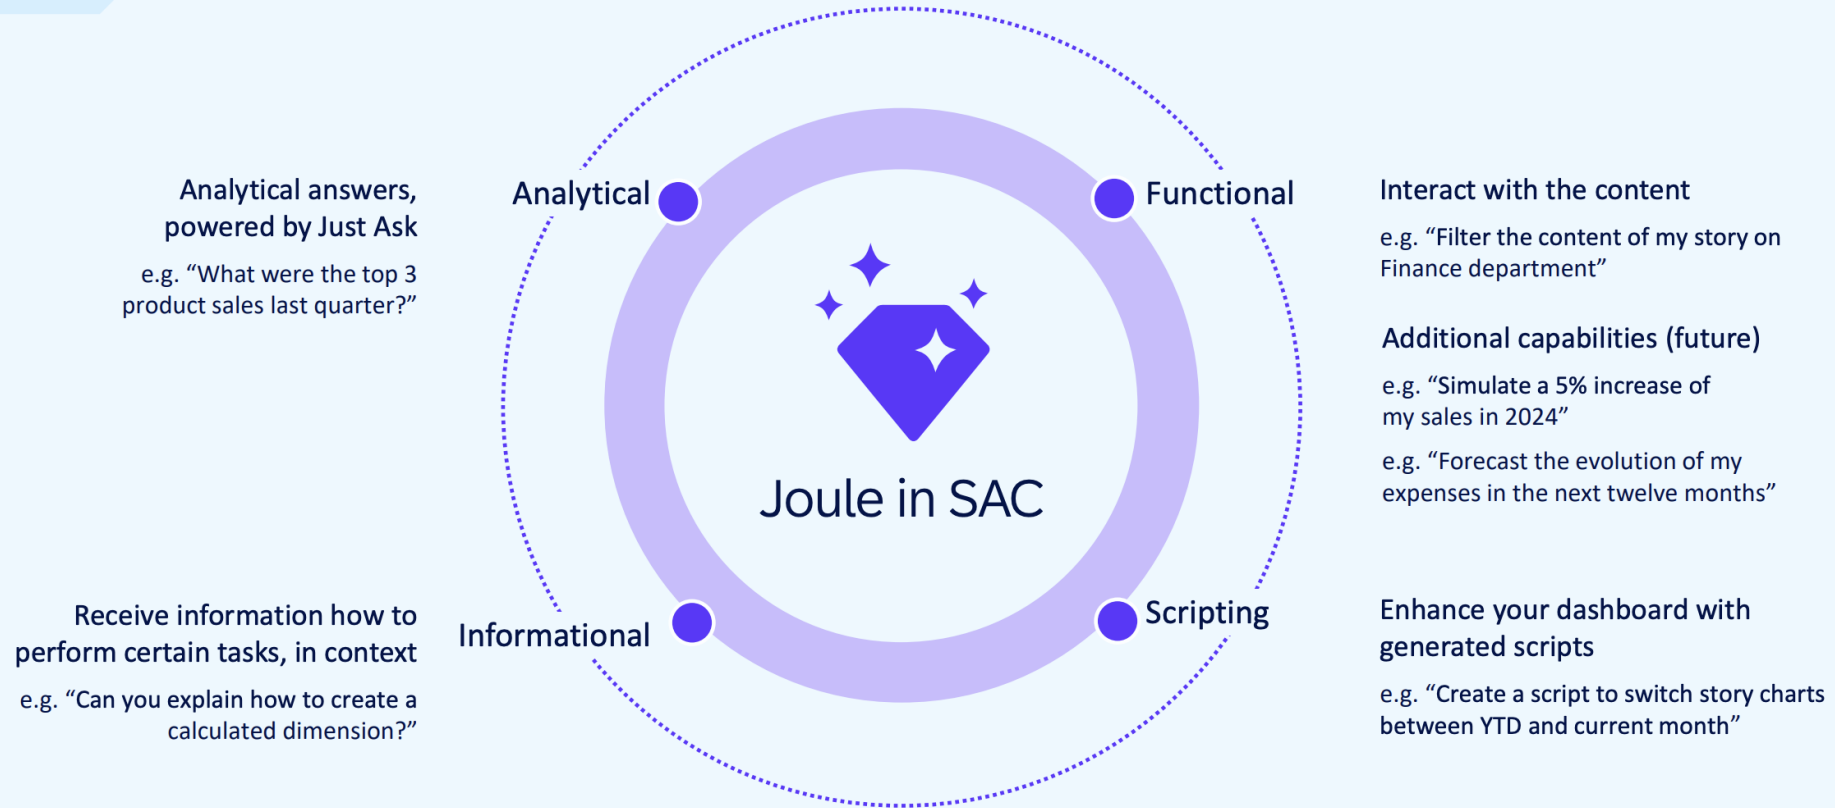 Analytical answers,
powered by Just Ask
e.g. “What were the top 3
product sales last quarter?”
Analytical
Functional
Interact with the content
e.g. “Filter the content of my story on
Finance department”
Additional capabilities (future)
e.g. “Simulate a 5% increase of
my sales in 2024”
e.g. “Forecast the evolution of my
expenses in the next twelve months”
Joule in SAC
Receive information how to
perform certain tasks, in context
e.g. “Can you explain how to create a
calculated dimension?”
Informational
Scripting
Enhance your dashboard with
generated scripts
e.g. “Create a script to switch story charts
between YTD and current month”